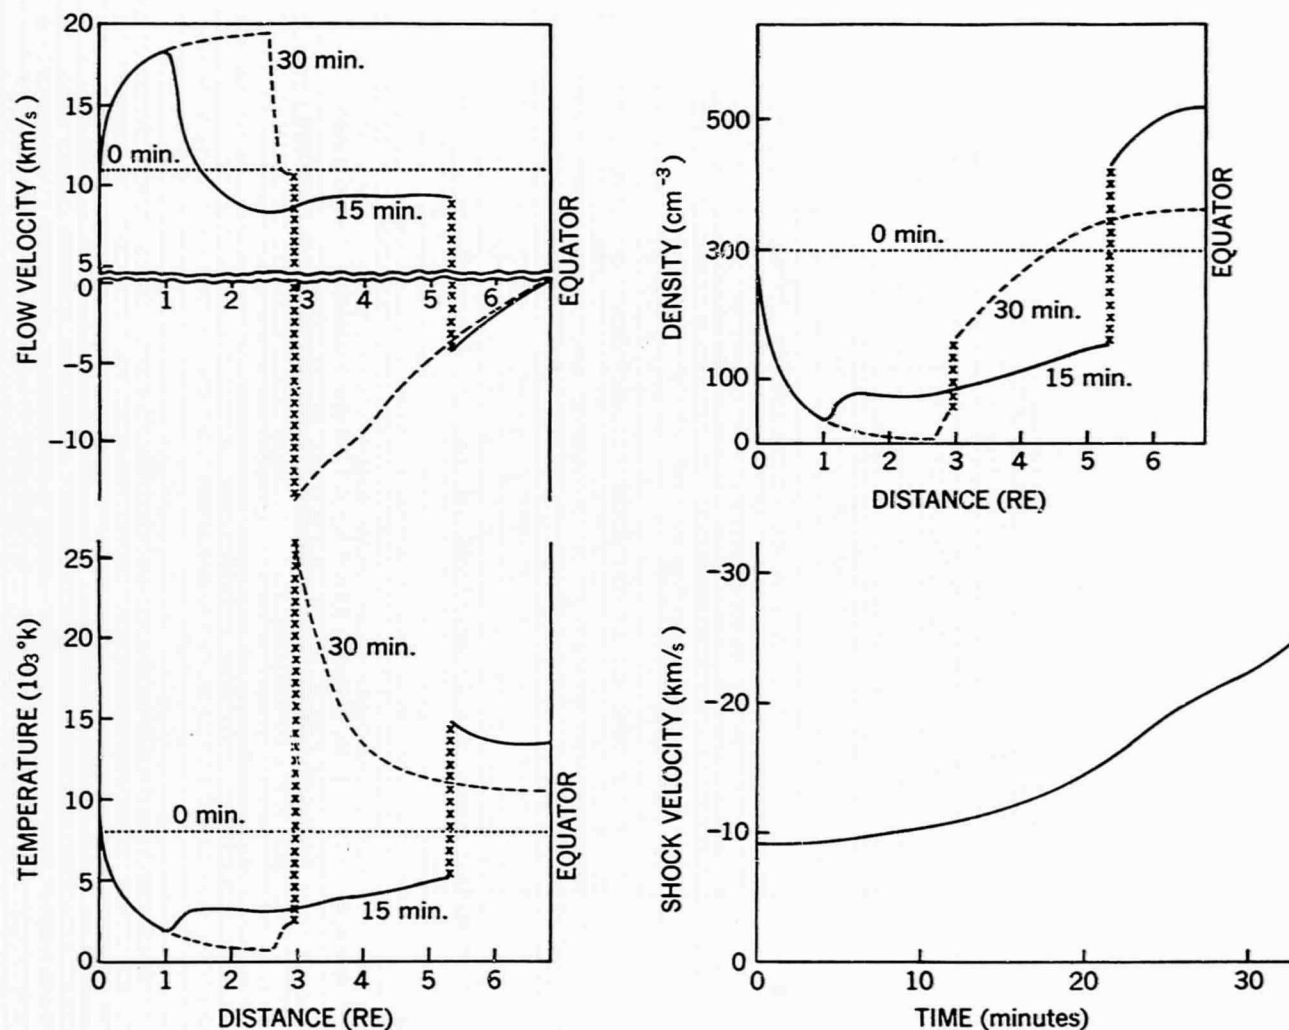 FLOW VELOCITY (km/s)
20
15
10
5
0
−5
−10
0 min.
15 min.
30 min.
1 2 3 4 5 6
EQUATOR
DENSITY (cm⁻³)
500
300
100
0
0 min.
30 min.
15 min.
0 1 2 3 4 5 6
DISTANCE (RE)
EQUATOR
TEMPERATURE (10₃ °k)
25
20
15
10
5
0
30 min.
0 min.
15 min.
0 1 2 3 4 5 6
DISTANCE (RE)
EQUATOR
SHOCK VELOCITY (km/s)
−30
−20
−10
0
0 10 20 30
TIME (minutes)